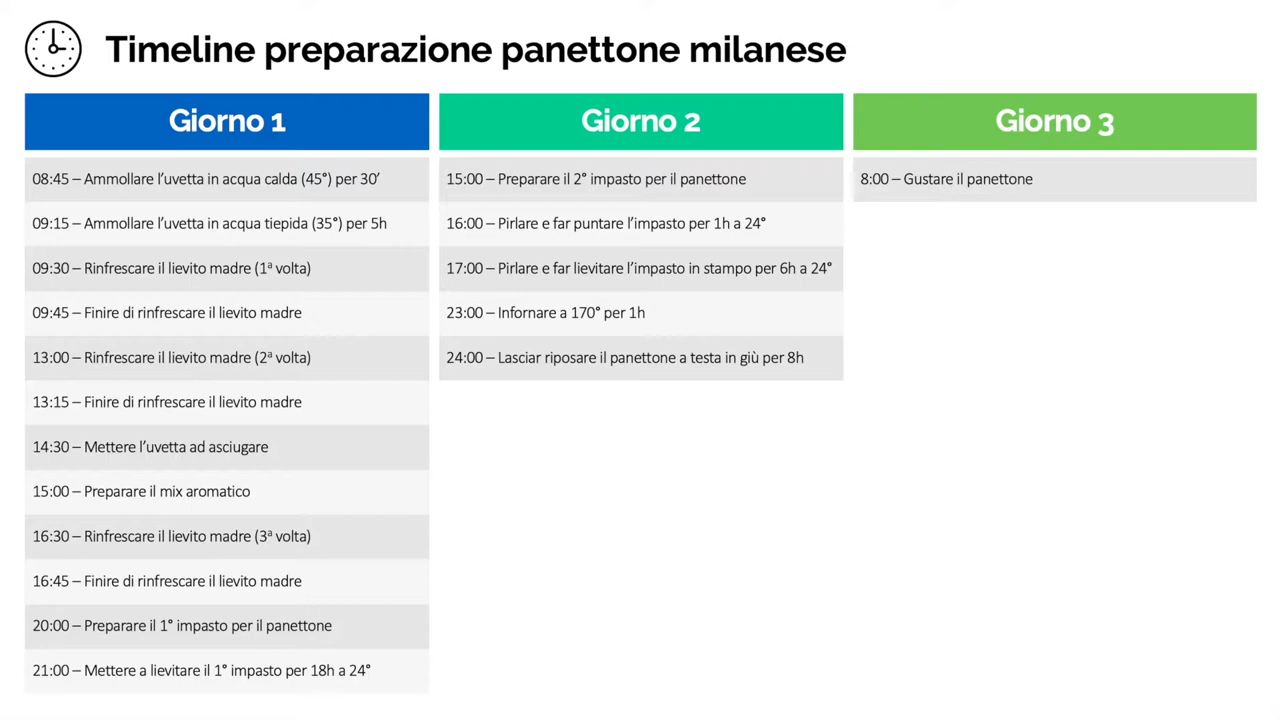 Timeline preparazione panettone milanese
Giorno 1
08:45 – Ammollare l’uvetta in acqua calda (45°) per 30’
09:15 – Ammollare l’uvetta in acqua tiepida (35°) per 5h
09:30 – Rinfrescare il lievito madre (1ª volta)
09:45 – Finire di rinfrescare il lievito madre
13:00 – Rinfrescare il lievito madre (2ª volta)
13:15 – Finire di rinfrescare il lievito madre
14:30 – Mettere l’uvetta ad asciugare
15:00 – Preparare il mix aromatico
16:30 – Rinfrescare il lievito madre (3ª volta)
16:45 – Finire di rinfrescare il lievito madre
20:00 – Preparare il 1° impasto per il panettone
21:00 – Mettere a lievitare il 1° impasto per 18h a 24°
Giorno 2
15:00 – Preparare il 2° impasto per il panettone
16:00 – Pirlare e far puntare l’impasto per 1h a 24°
17:00 – Pirlare e far lievitare l’impasto in stampo per 6h a 24°
23:00 – Infornare a 170° per 1h
24:00 – Lasciar riposare il panettone a testa in giù per 8h
Giorno 3
8:00 – Gustare il panettone